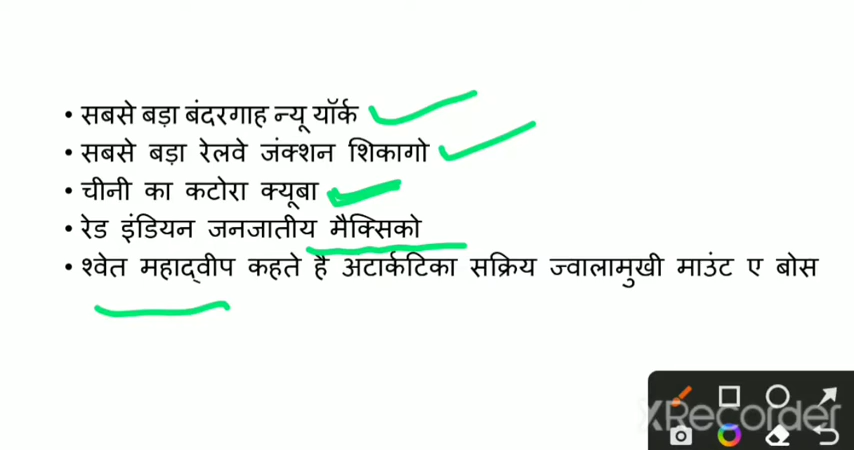 • सबसे बड़ा बंदरगाह न्यू यॉर्क
• सबसे बड़ा रेलवे जंक्शन शिकागो
• चीनी का कटोरा क्यूबा
• रेड इंडियन जनजातीय मैक्सिको
• श्वेत महाद्वीप कहते है अटार्कटिका सक्रिय ज्वालामुखी माउंट ए बोस
XRecorder